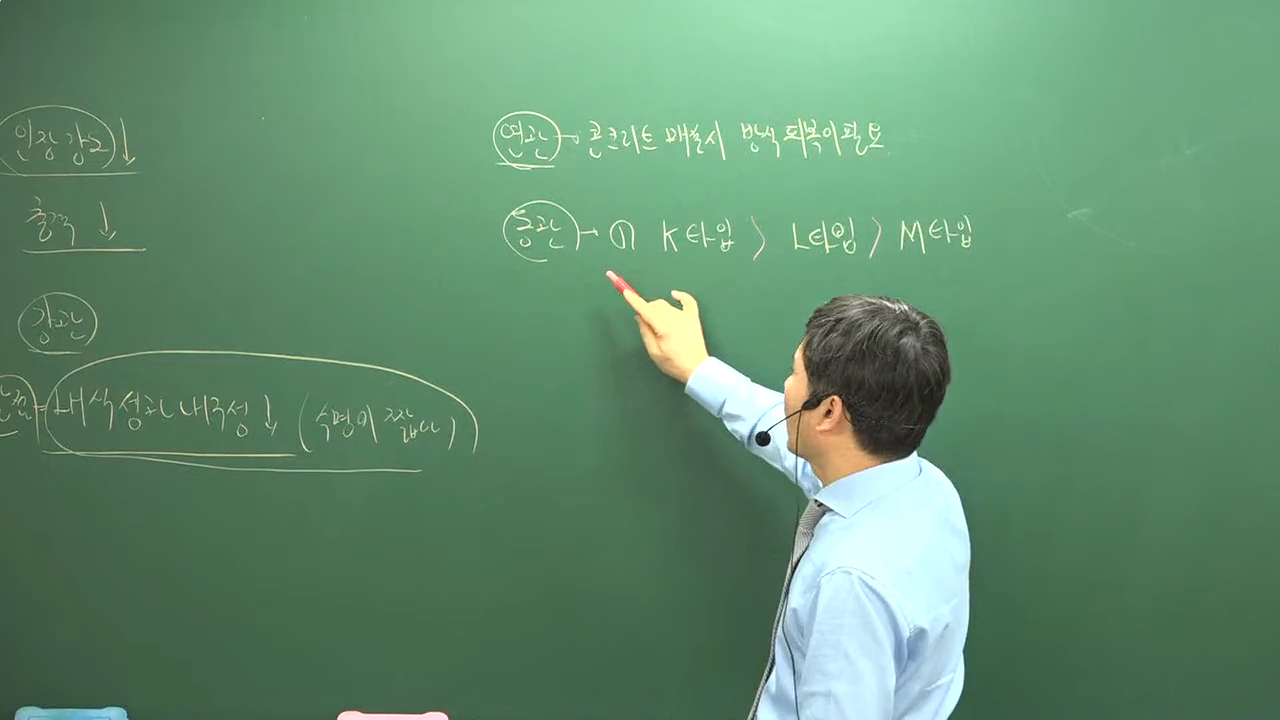 인장강도↓
충격↓
강관
내식성과 내구성↓ (수명이 짧다)
연관 → 콘크리트 매설시 방식피복이필요
동관 → ① K타입 > L타입 > M타입